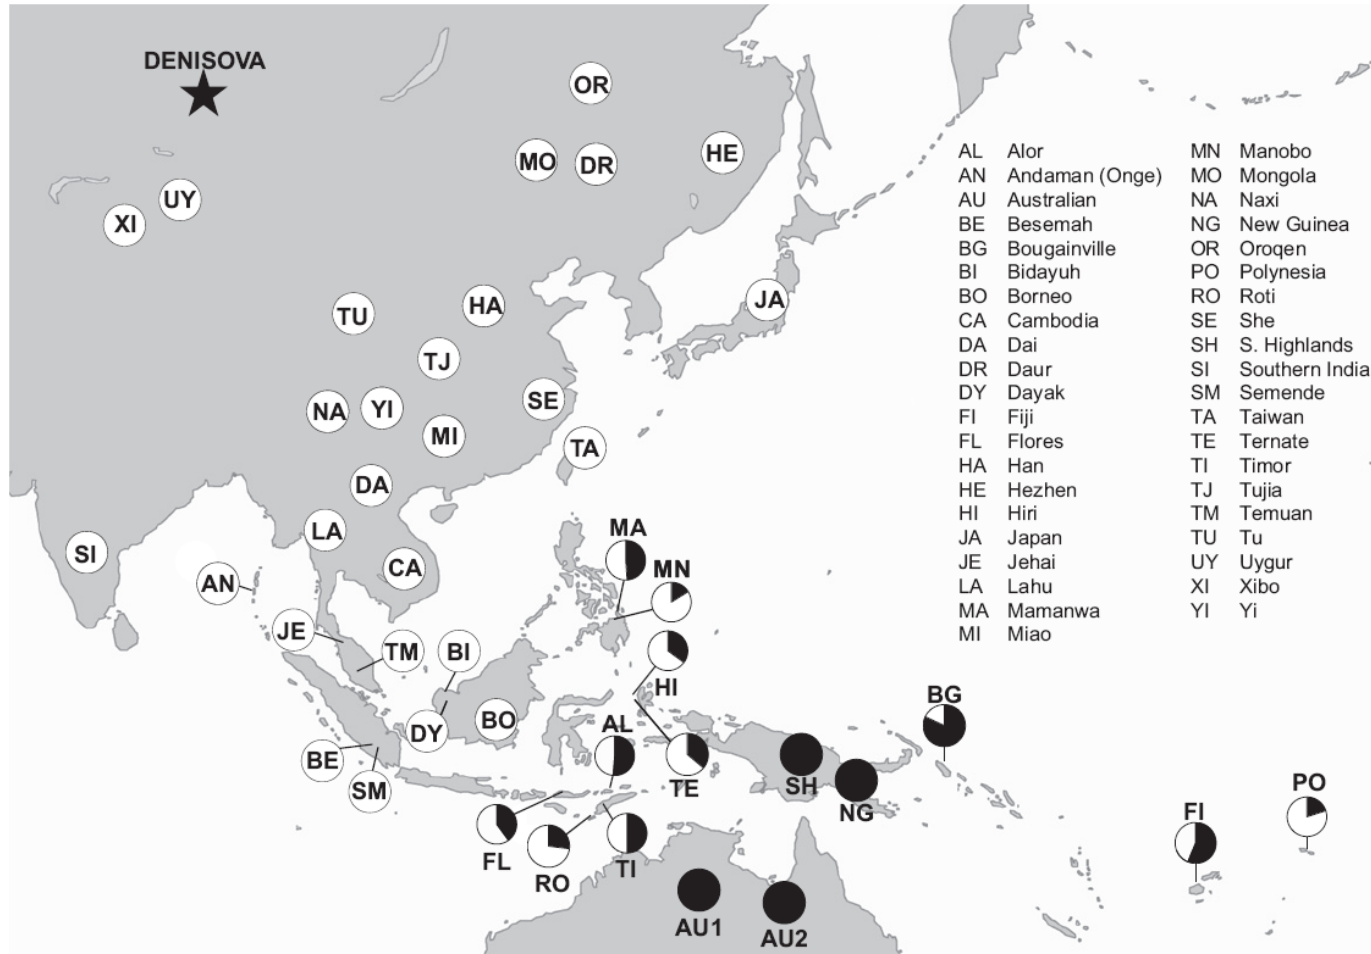 DENISOVA
OR
MO
DR
HE
UY
XI
JA
TU
HA
TJ
NA
YI
SE
MI
TA
DA
LA
SI
CA
AN
MA
MN
JE
TM
BI
HI
BG
AL
DY
BO
BE
SM
TE
SH
NG
PO
FI
FL
RO
TI
AU1
AU2
AL Alor
AN Andaman (Onge)
AU Australian
BE Besemah
BG Bougainville
BI Bidayuh
BO Borneo
CA Cambodia
DA Dai
DR Daur
DY Dayak
FI Fiji
FL Flores
HA Han
HE Hezhen
HI Hiri
JA Japan
JE Jehai
LA Lahu
MA Mamanwa
MI Miao
MN Manobo
MO Mongola
NA Naxi
NG New Guinea
OR Oroqen
PO Polynesia
RO Roti
SE She
SH S. Highlands
SI Southern India
SM Semende
TA Taiwan
TE Ternate
TI Timor
TJ Tujia
TM Temuan
TU Tu
UY Uygur
XI Xibo
YI Yi